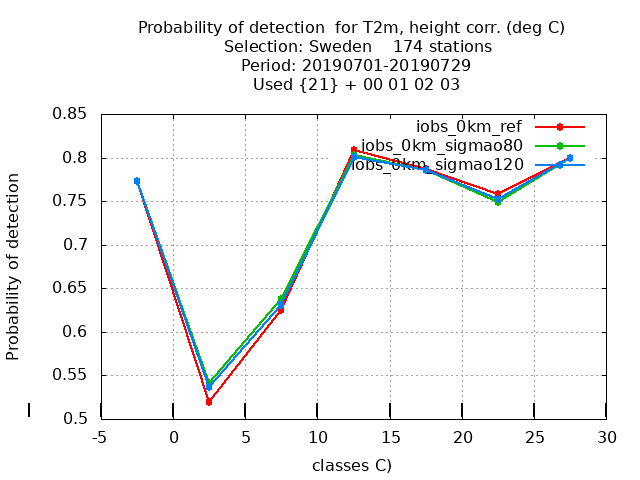 Probability of detection  for T2m, height corr. (deg C)
Selection: Sweden    174 stations
Period: 20190701-20190729
Used {21} + 00 01 02 03
0.85
0.8
0.75
0.7
0.65
0.6
0.55
0.5
Probability of detection
iobs_0km_ref
iobs_0km_sigmao80
iobs_0km_sigmao120
-5
0
5
10
15
20
25
30
classes C)